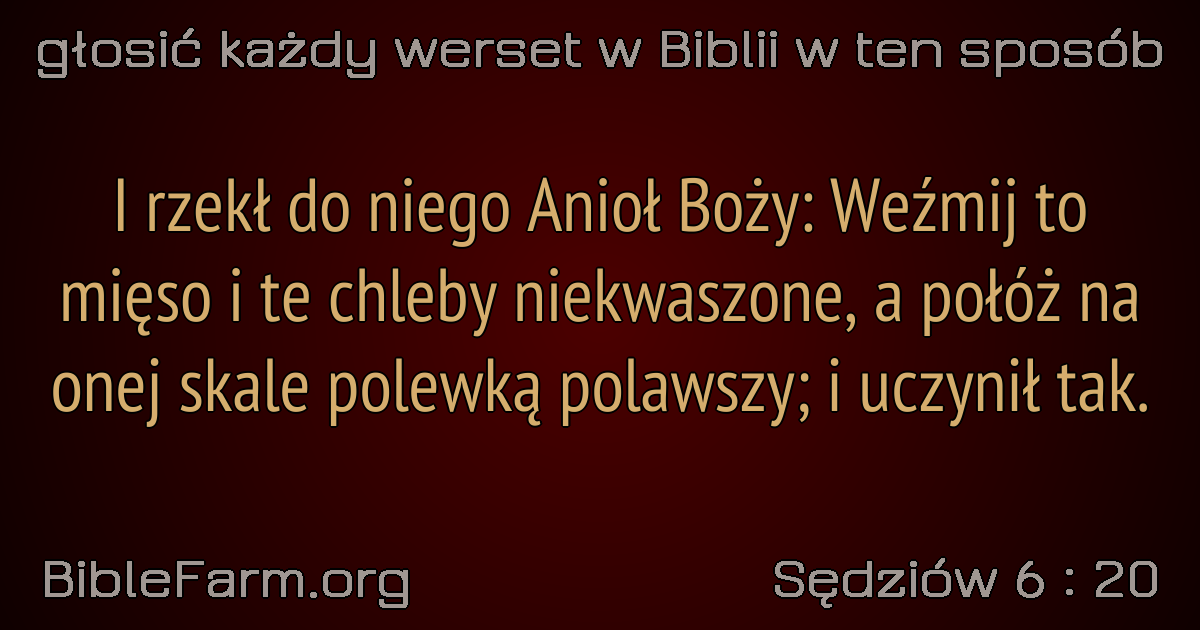 głosić każdy werset w Biblii w ten sposób
I rzekł do niego Anioł Boży: Weźmij to
mięso i te chleby niekwaszone, a połóż na
onej skale polewką polawszy; i uczynił tak.
BibleFarm.org
Sędziów 6 : 20